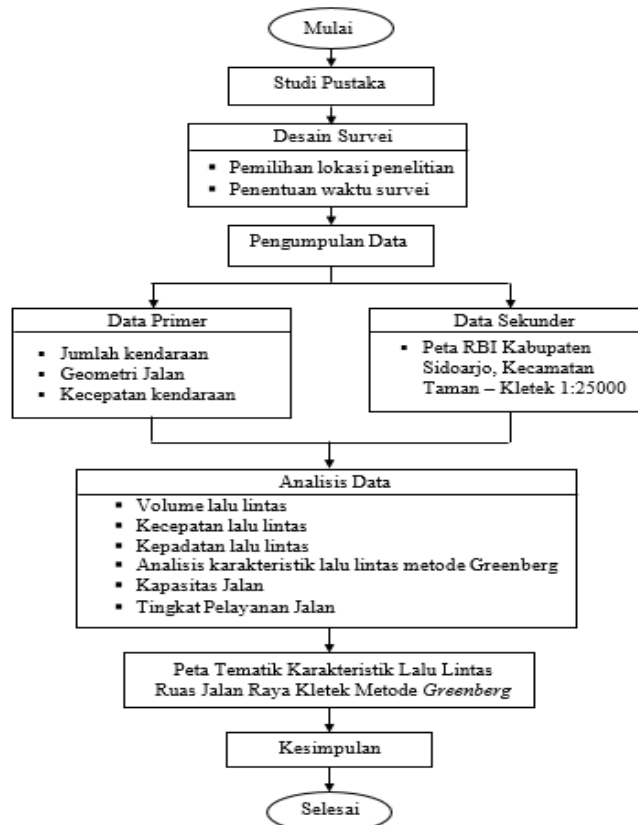 Mulai
Studi Pustaka
Desain Survei
▪ Pemilihan lokasi penelitian
▪ Penentuan waktu survei
Pengumpulan Data
Data Primer
▪ Jumlah kendaraan
▪ Geometri Jalan
▪ Kecepatan kendaraan
Data Sekunder
▪ Peta RBI Kabupaten
Sidoarjo, Kecamatan
Taman – Kletek 1:25000
Analisis Data
▪ Volume lalu lintas
▪ Kecepatan lalu lintas
▪ Kepadatan lalu lintas
▪ Analisis karakteristik lalu lintas metode Greenberg
▪ Kapasitas Jalan
▪ Tingkat Pelayanan Jalan
Peta Tematik Karakteristik Lalu Lintas
Ruas Jalan Raya Kletek Metode Greenberg
Kesimpulan
Selesai